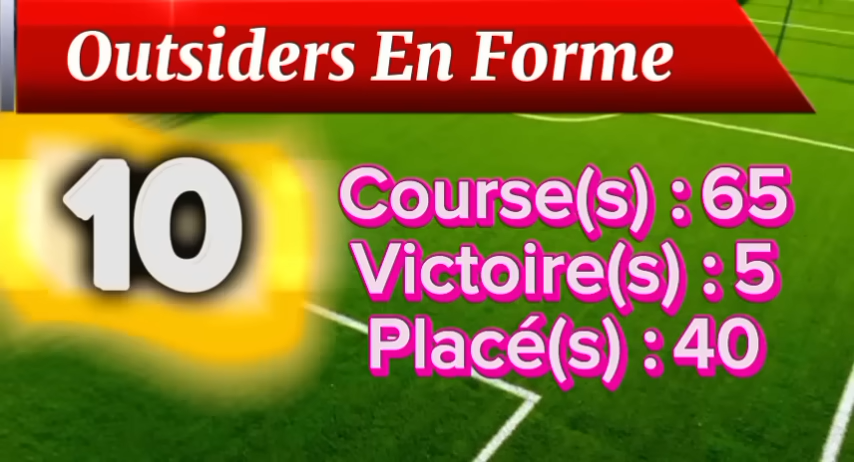 Outsiders En Forme
10
Course(s) : 65
Victoire(s) : 5
Placé(s) : 40